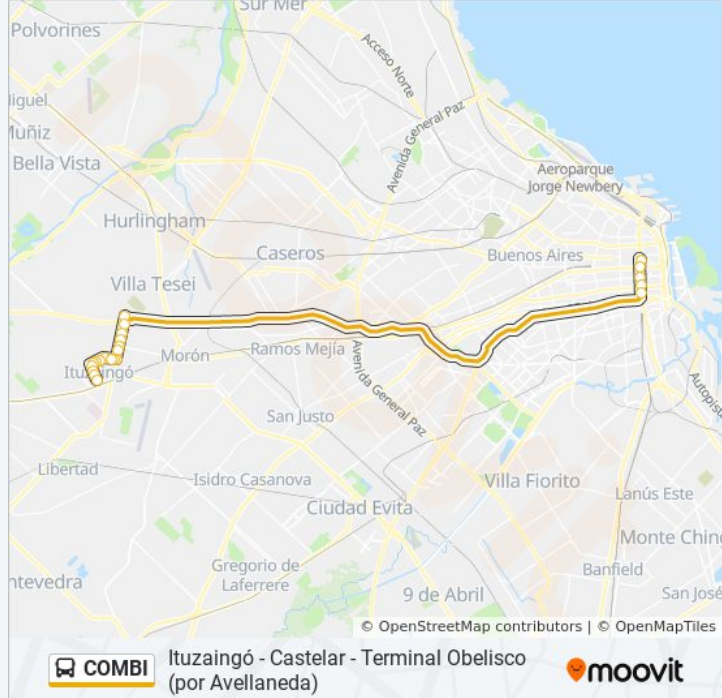 Sur Mer
Polvorines
Acceso Norte
Miguel
Muñiz
Avenida General Paz
Bella Vista
Aeroparque
Jorge Newbery
Hurlingham
Caseros
Buenos Aires
Villa Tesei
Morón
Ramos Mejía
Ituzaingó
Avenida General Paz
Autopis
San Justo
Libertad
Isidro Casanova
Villa Fiorito
Lanús Este
Ciudad Evita
Monte Ching
Gregorio de
Laferrere
Banfield
ntevedra
9 de Abril
San José
© OpenStreetMap contributors | © OpenMapTiles
COMBI
Ituzaingó - Castelar - Terminal Obelisco
(por Avellaneda)
moovit